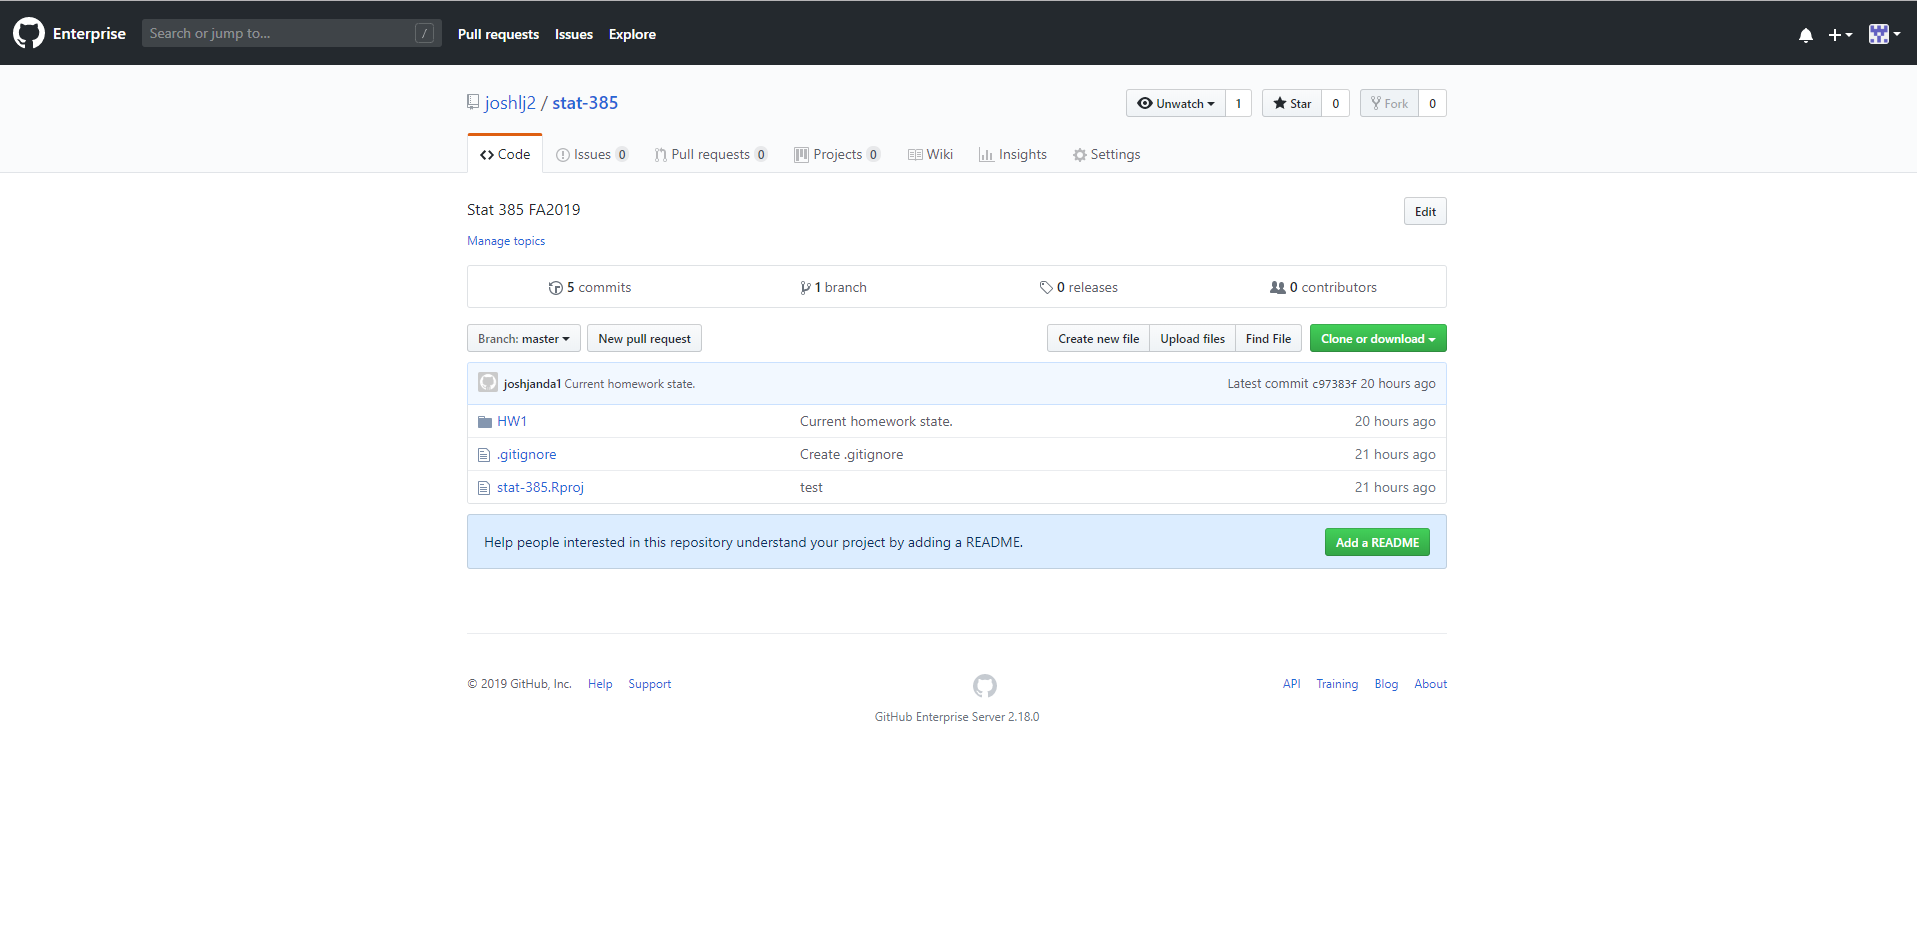 Enterprise Search or jump to... / Pull requests Issues Explore
joshlj2 / stat-385 Unwatch 1 Star 0 Fork 0
Code Issues 0 Pull requests 0 Projects 0 Wiki Insights Settings
Stat 385 FA2019 Edit
Manage topics
5 commits 1 branch 0 releases 0 contributors
Branch: master New pull request Create new file Upload files Find File Clone or download
joshjanda1 Current homework state. Latest commit c97383f 20 hours ago
HW1 Current homework state. 20 hours ago
.gitignore Create .gitignore 21 hours ago
stat-385.Rproj test 21 hours ago
Help people interested in this repository understand your project by adding a README. Add a README
© 2019 GitHub, Inc. Help Support API Training Blog About
GitHub Enterprise Server 2.18.0